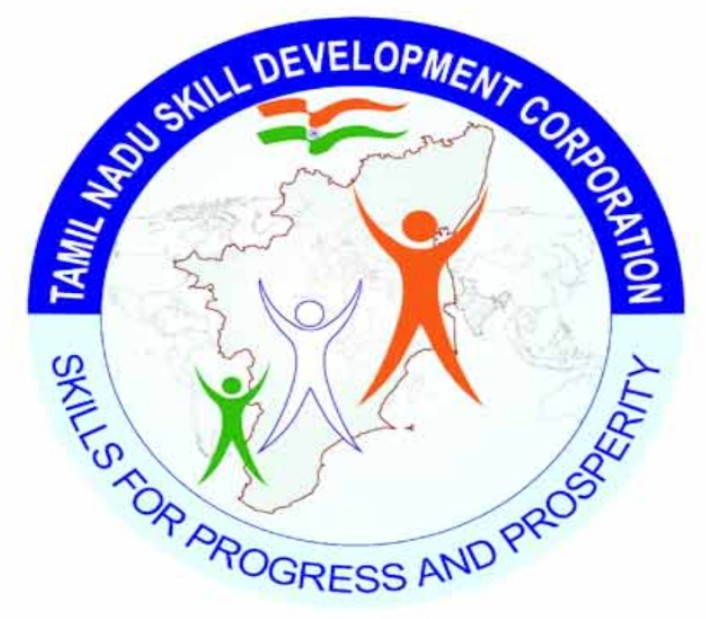 TAMIL NADU SKILL DEVELOPMENT CORPORATION
SKILLS FOR PROGRESS AND PROSPERITY